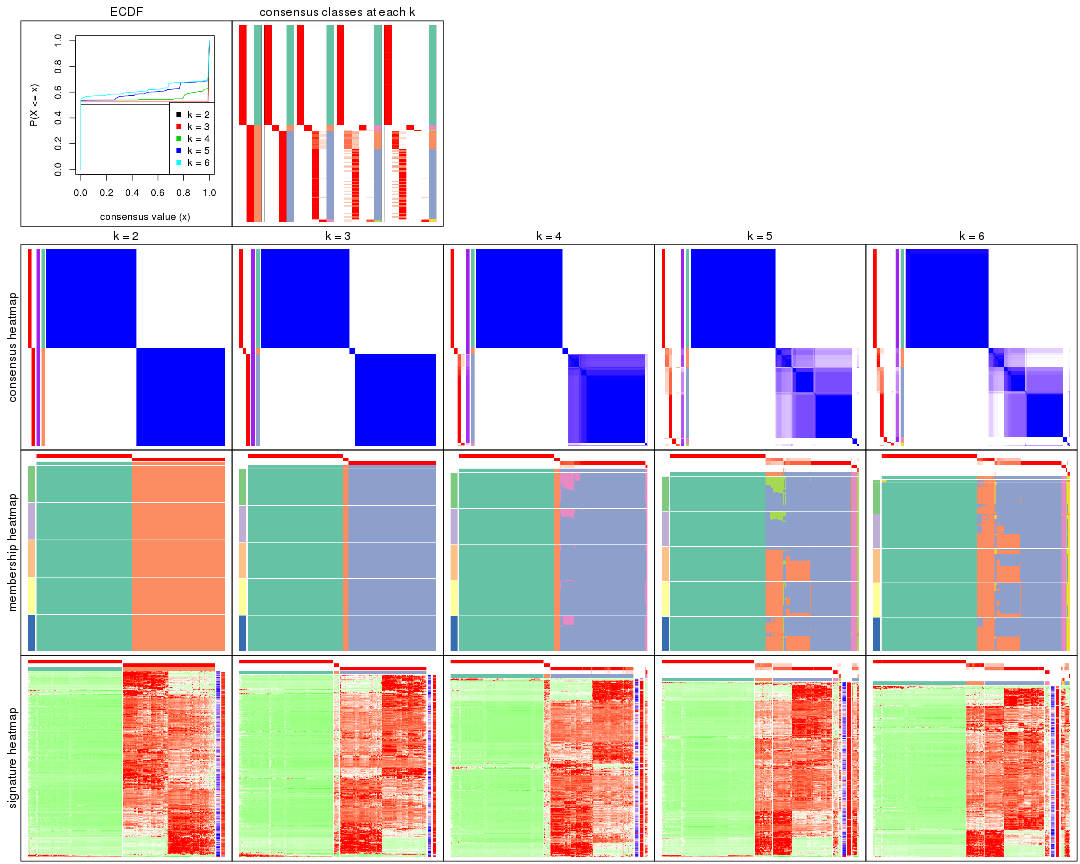 ECDF
consensus classes at each k
P(X <= x)
1.0
0.8
0.6
0.4
0.2
0.0
k = 2
k = 3
k = 4
k = 5
k = 6
0.0 0.2 0.4 0.6 0.8 1.0
consensus value (x)
k = 2 k = 3 k = 4 k = 5 k = 6
consensus heatmap
membership heatmap
signature heatmap